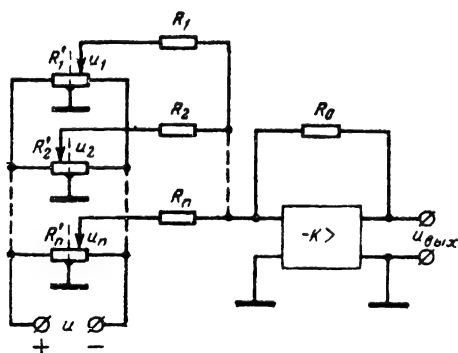 R₁
R₁' u₁
R₂
R₂' u₂
R₀
Rₙ
Rₙ' uₙ
-K>
uвых
u
+ −